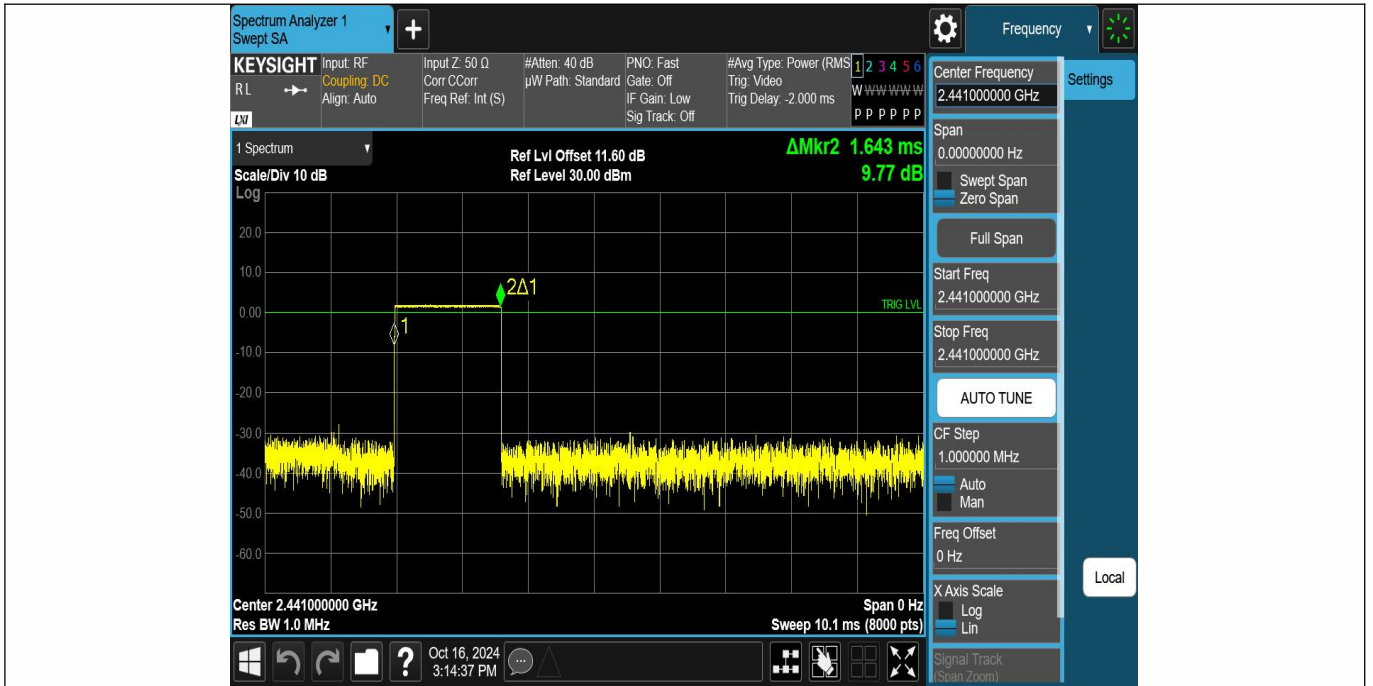 Spectrum Analyzer 1
Swept SA
+
Frequency
KEYSIGHT
RL
LXI
Input: RF
Coupling: DC
Align: Auto
Input Z: 50 Ω
Corr CCorr
Freq Ref: Int (S)
#Atten: 40 dB
µW Path: Standard
PNO: Fast
Gate: Off
IF Gain: Low
Sig Track: Off
#Avg Type: Power (RMS
Trig: Video
Trig Delay: -2.000 ms
1 2 3 4 5 6
W W W W W W
P P P P P P
1 Spectrum
Scale/Div 10 dB
Ref Lvl Offset 11.60 dB
Ref Level 30.00 dBm
ΔMkr2 1.643 ms
9.77 dB
Log
20.0
10.0
0.00
-10.0
-20.0
-30.0
-40.0
-50.0
-60.0
2Δ1
1
TRIG LVL
Center 2.441000000 GHz
Res BW 1.0 MHz
Span 0 Hz
Sweep 10.1 ms (8000 pts)
Center Frequency
2.441000000 GHz
Settings
Span
0.00000000 Hz
Swept Span
Zero Span
Full Span
Start Freq
2.441000000 GHz
Stop Freq
2.441000000 GHz
AUTO TUNE
CF Step
1.000000 MHz
Auto
Man
Freq Offset
0 Hz
X Axis Scale
Log
Lin
Local
Signal Track
(Span Zoom)
?
Oct 16, 2024
3:14:37 PM